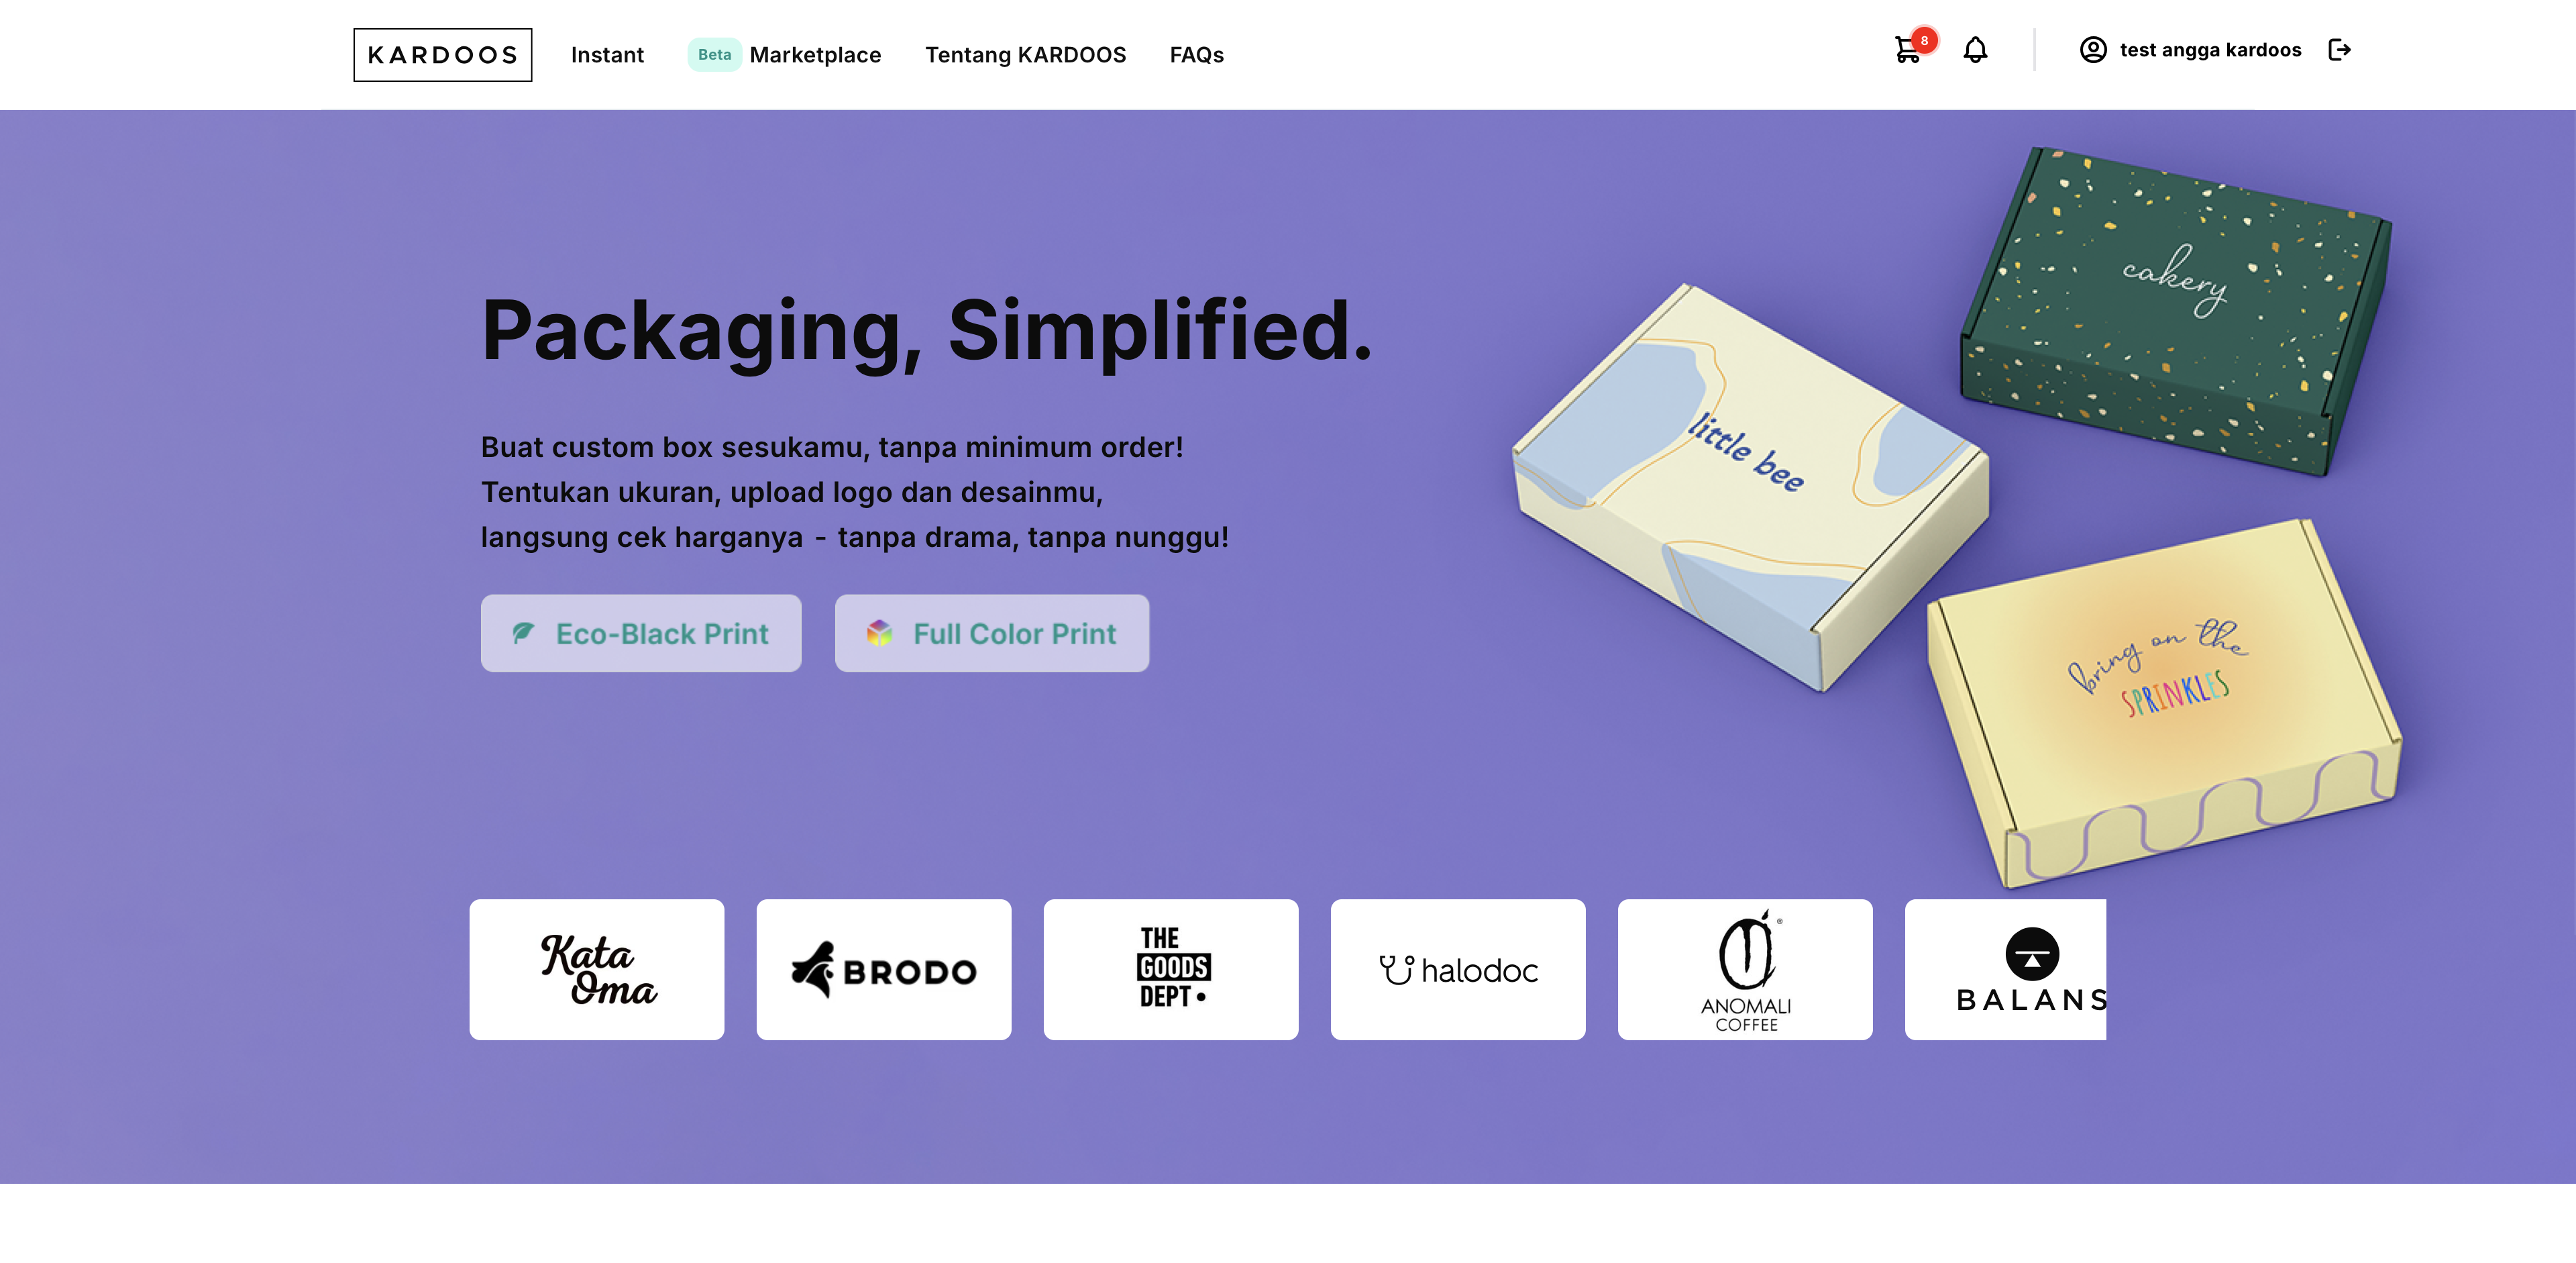 KARDOOS
Instant
Beta Marketplace
Tentang KARDOOS
FAQs
8
test angga kardoos
Packaging, Simplified.
Buat custom box sesukamu, tanpa minimum order!
Tentukan ukuran, upload logo dan desainmu,
langsung cek harganya - tanpa drama, tanpa nunggu!
Eco-Black Print
Full Color Print
cakery
little bee
bring on the
SPRINKLES
Kata
Oma
BRODO
THE
GOODS
DEPT
halodoc
®
ANOMALI
COFFEE
BALANS